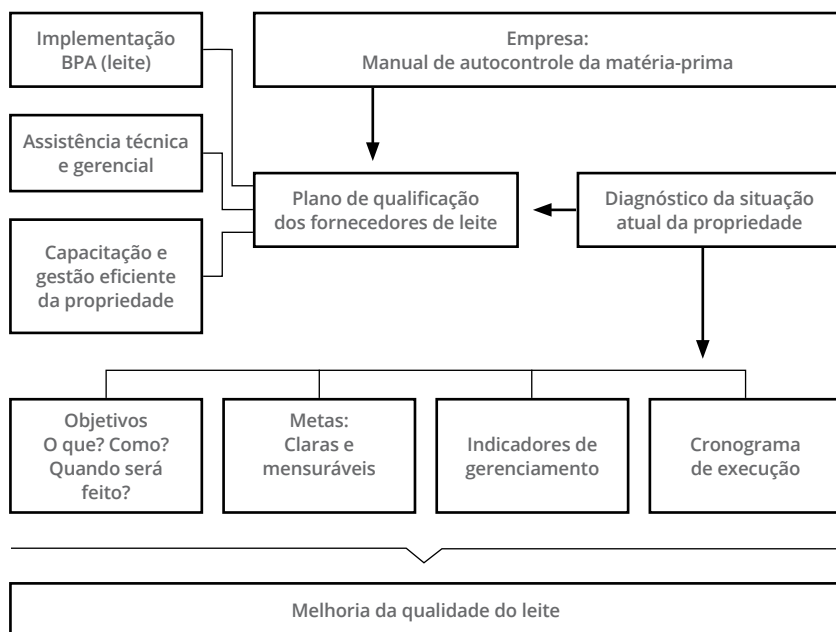 Implementação
BPA (leite)
Empresa:
Manual de autocontrole da matéria-prima
Assistência técnica
e gerencial
Plano de qualificação
dos fornecedores de leite
Diagnóstico da situação
atual da propriedade
Capacitação e
gestão eficiente
da propriedade
Objetivos
O que? Como?
Quando será
feito?
Metas:
Claras e
mensuráveis
Indicadores de
gerenciamento
Cronograma
de execução
Melhoria da qualidade do leite